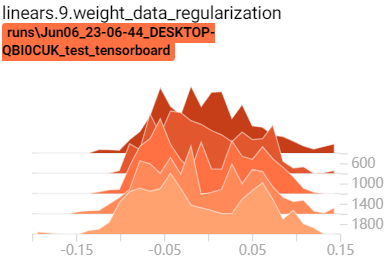 linears.9.weight_data_regularization
runs\Jun06_23-06-44_DESKTOP-
QBI0CUK_test_tensorboard
600
1000
1400
1800
-0.15 -0.05 0.05 0.15